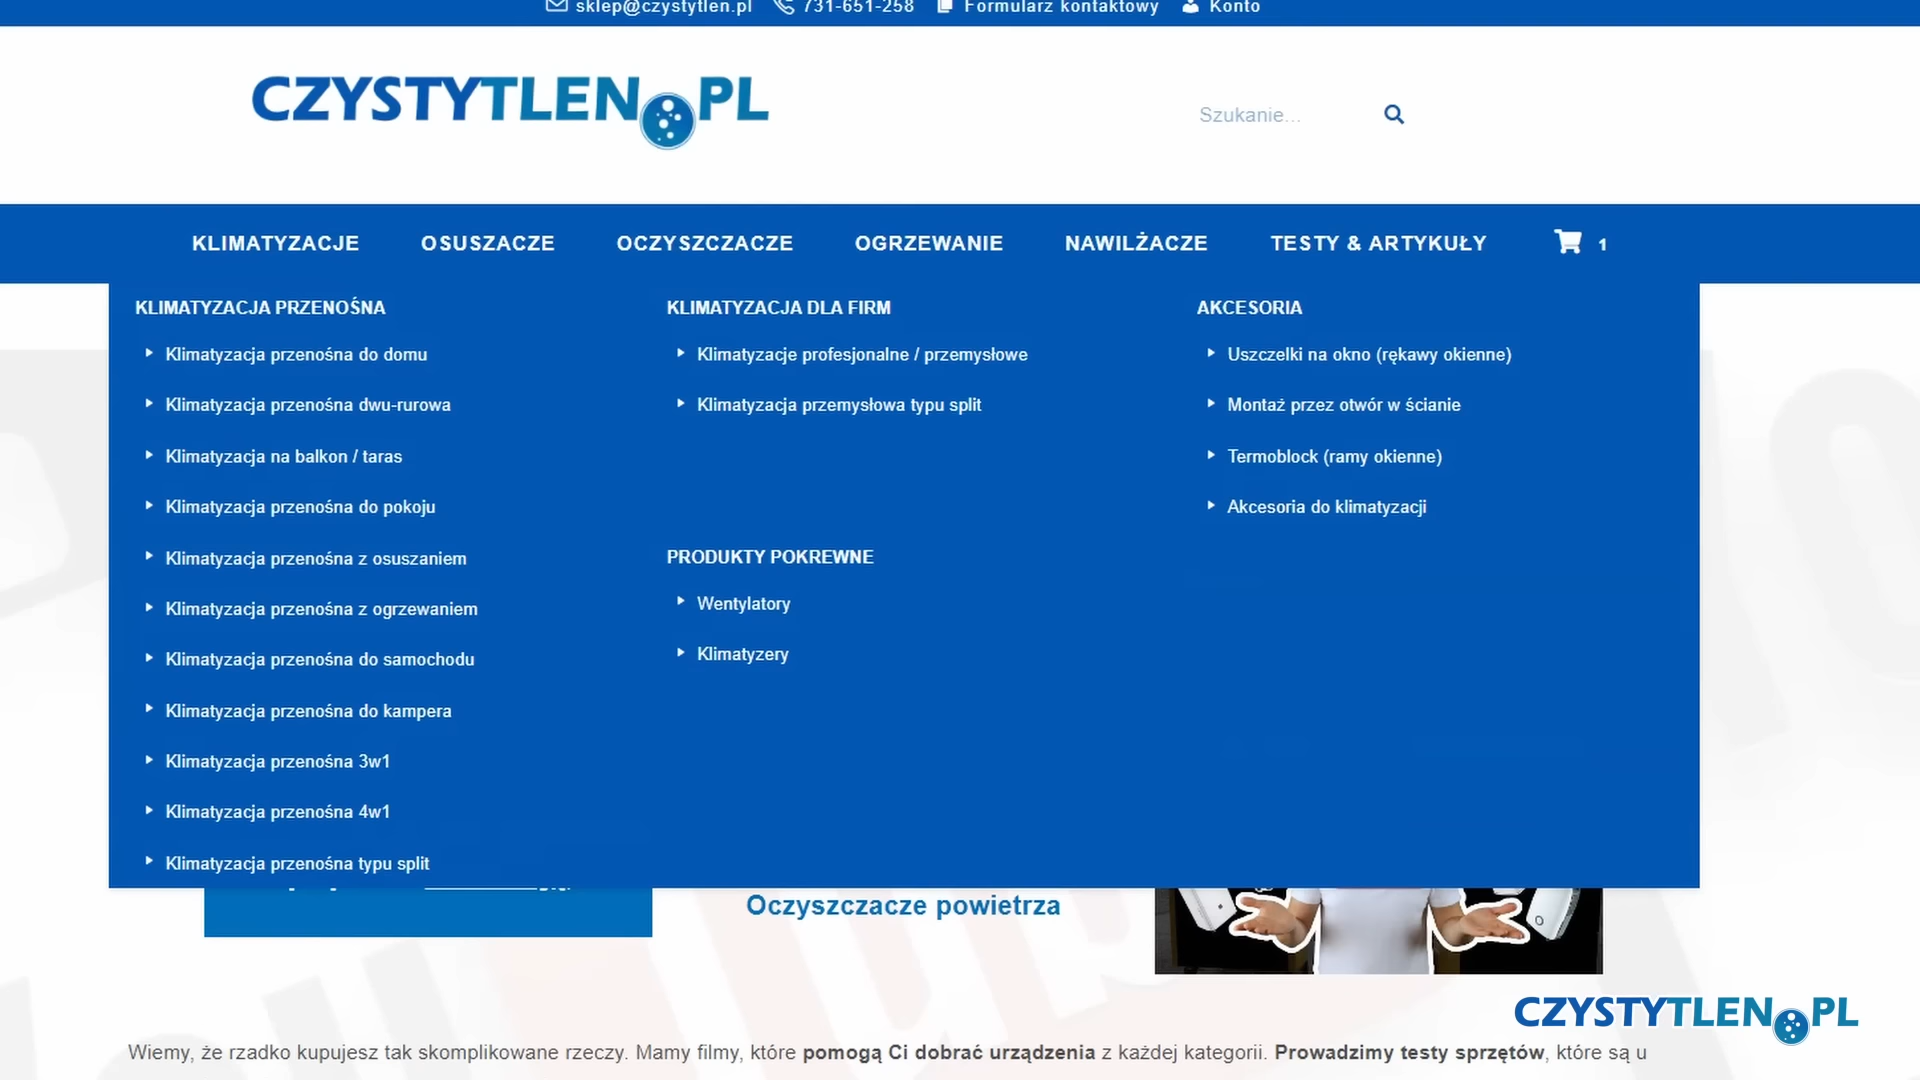 sklep@czystytlen.pl 731-651-258 Formularz kontaktowy Konto
CZYSTYTLEN.PL
Szukanie...
KLIMATYZACJE OSUSZACZE OCZYSZCZACZE OGRZEWANIE NAWILŻACZE TESTY & ARTYKUŁY 1
KLIMATYZACJA PRZENOŚNA
Klimatyzacja przenośna do domu
Klimatyzacja przenośna dwu-rurowa
Klimatyzacja na balkon / taras
Klimatyzacja przenośna do pokoju
Klimatyzacja przenośna z osuszaniem
Klimatyzacja przenośna z ogrzewaniem
Klimatyzacja przenośna do samochodu
Klimatyzacja przenośna do kampera
Klimatyzacja przenośna 3w1
Klimatyzacja przenośna 4w1
Klimatyzacja przenośna typu split
KLIMATYZACJA DLA FIRM
Klimatyzacje profesjonalne / przemysłowe
Klimatyzacja przemysłowa typu split
PRODUKTY POKREWNE
Wentylatory
Klimatyzery
AKCESORIA
Uszczelki na okno (rękawy okienne)
Montaż przez otwór w ścianie
Termoblock (ramy okienne)
Akcesoria do klimatyzacji
Oczyszczacze powietrza
CZYSTYTLEN.PL
Wiemy, że rzadko kupujesz tak skomplikowane rzeczy. Mamy filmy, które pomogą Ci dobrać urządzenia z każdej kategorii. Prowadzimy testy sprzętów, które są u